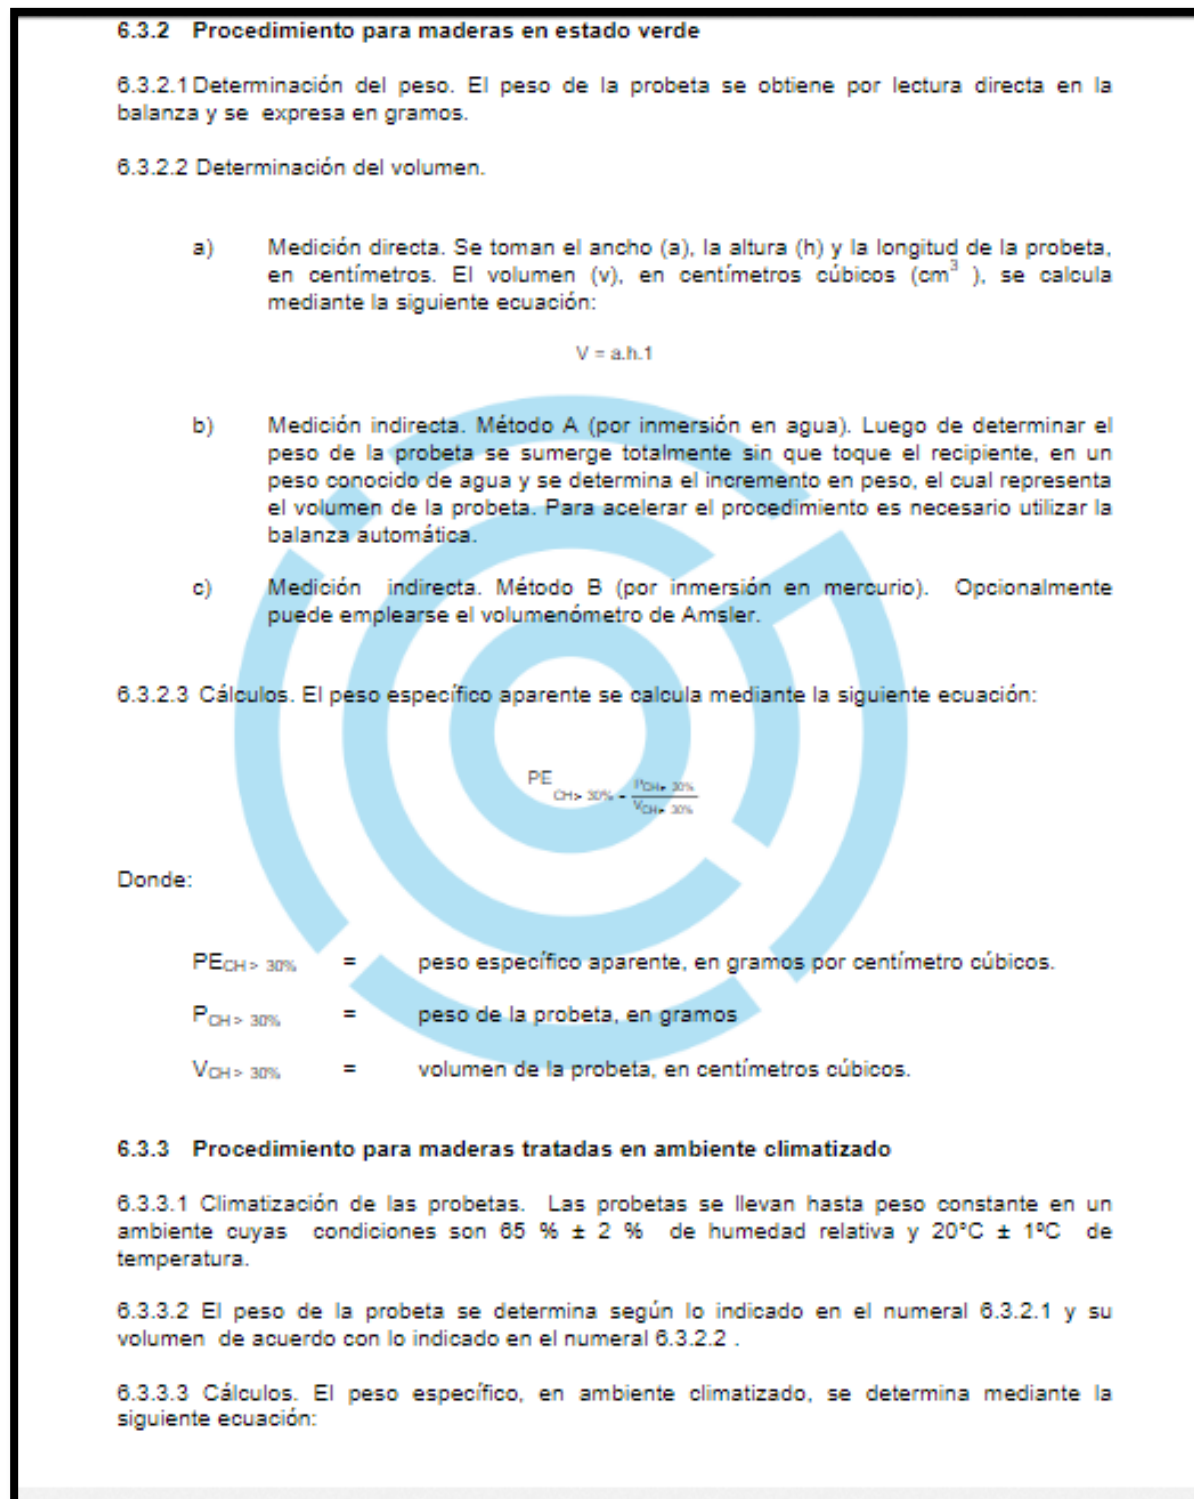 6.3.2 Procedimiento para maderas en estado verde
6.3.2.1 Determinación del peso. El peso de la probeta se obtiene por lectura directa en la
balanza y se expresa en gramos.
6.3.2.2 Determinación del volumen.
a) Medición directa. Se toman el ancho (a), la altura (h) y la longitud de la probeta,
en centímetros. El volumen (v), en centímetros cúbicos (cm³ ), se calcula
mediante la siguiente ecuación:
V = a.h.1
b) Medición indirecta. Método A (por inmersión en agua). Luego de determinar el
peso de la probeta se sumerge totalmente sin que toque el recipiente, en un
peso conocido de agua y se determina el incremento en peso, el cual representa
el volumen de la probeta. Para acelerar el procedimiento es necesario utilizar la
balanza automática.
c) Medición indirecta. Método B (por inmersión en mercurio). Opcionalmente
puede emplearse el volumenómetro de Amsler.
6.3.2.3 Cálculos. El peso específico aparente se calcula mediante la siguiente ecuación:
PE CH> 30% = P CH> 30% / V CH> 30%
Donde:
PE CH > 30% = peso específico aparente, en gramos por centímetro cúbicos.
P CH > 30% = peso de la probeta, en gramos
V CH > 30% = volumen de la probeta, en centímetros cúbicos.
6.3.3 Procedimiento para maderas tratadas en ambiente climatizado
6.3.3.1 Climatización de las probetas. Las probetas se llevan hasta peso constante en un
ambiente cuyas condiciones son 65 % ± 2 % de humedad relativa y 20°C ± 1ºC de
temperatura.
6.3.3.2 El peso de la probeta se determina según lo indicado en el numeral 6.3.2.1 y su
volumen de acuerdo con lo indicado en el numeral 6.3.2.2 .
6.3.3.3 Cálculos. El peso específico, en ambiente climatizado, se determina mediante la
siguiente ecuación: